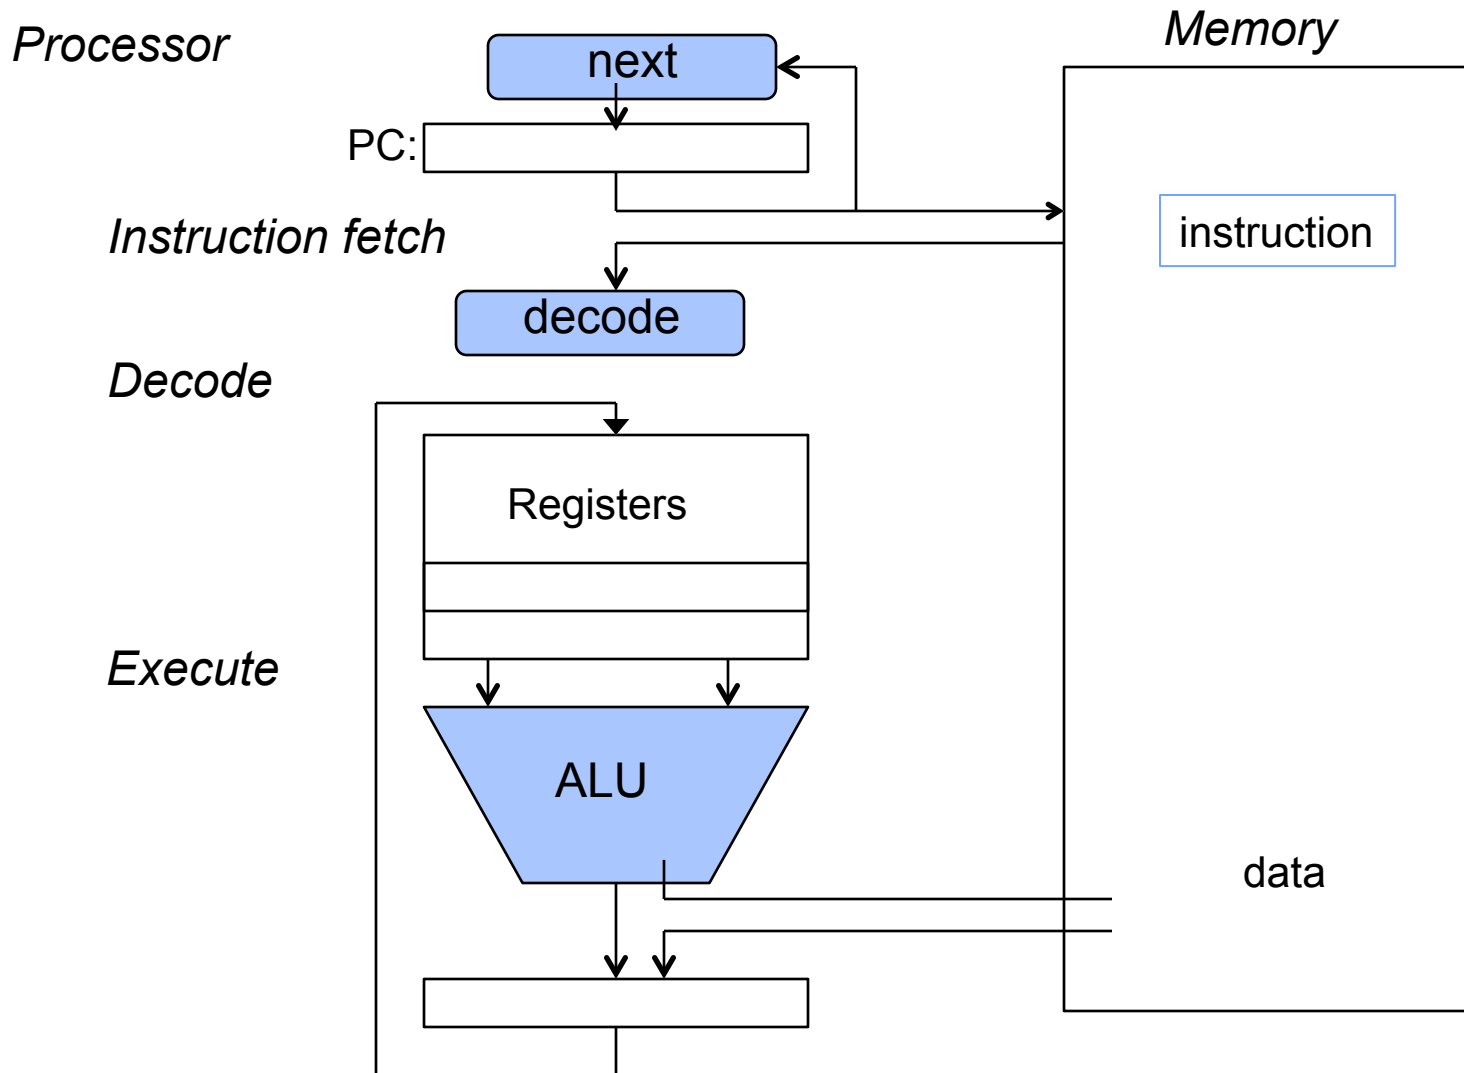 Processor
Memory
next
PC:
Instruction fetch
instruction
decode
Decode
Registers
Execute
ALU
data